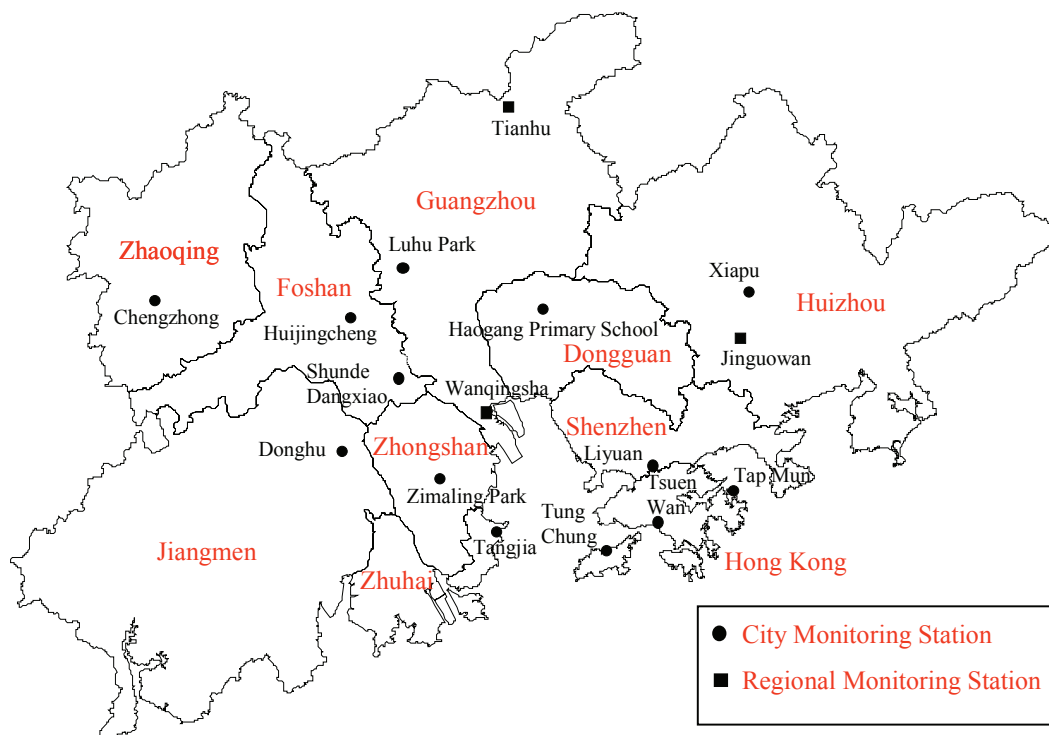 Tianhu
Guangzhou
Luhu Park
Zhaoqing
Chengzhong
Foshan
Huijingcheng
Xiapu
Huizhou
Haogang Primary School
Dongguan
Jinguowan
Shunde
Dangxiao
Wanqingsha
Shenzhen
Liyuan
Donghu
Zhongshan
Zimaling Park
Tap Mun
Tsuen
Wan
Tung
Chung
Tangjia
Jiangmen
Zhuhai
Hong Kong
City Monitoring Station
Regional Monitoring Station